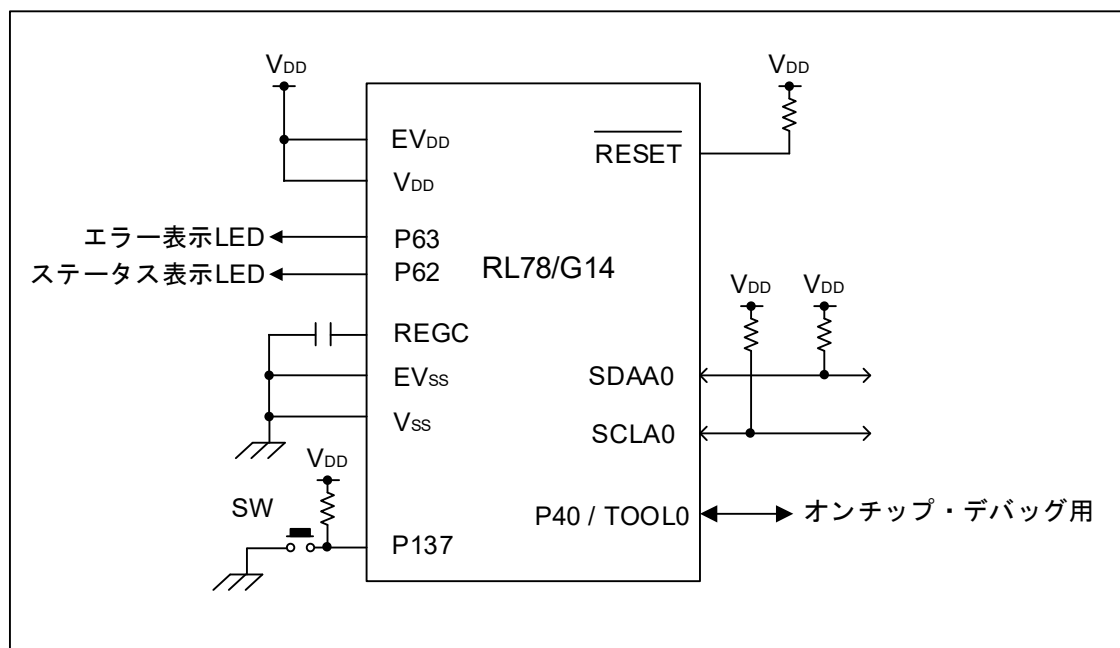 VDD
VDD
EVDD
RESET
VDD
エラー表示LED
P63
ステータス表示LED
P62
RL78/G14
VDD
VDD
REGC
EVSS
SDAA0
VSS
SCLA0
VDD
SW
P40 / TOOL0
オンチップ・デバッグ用
P137